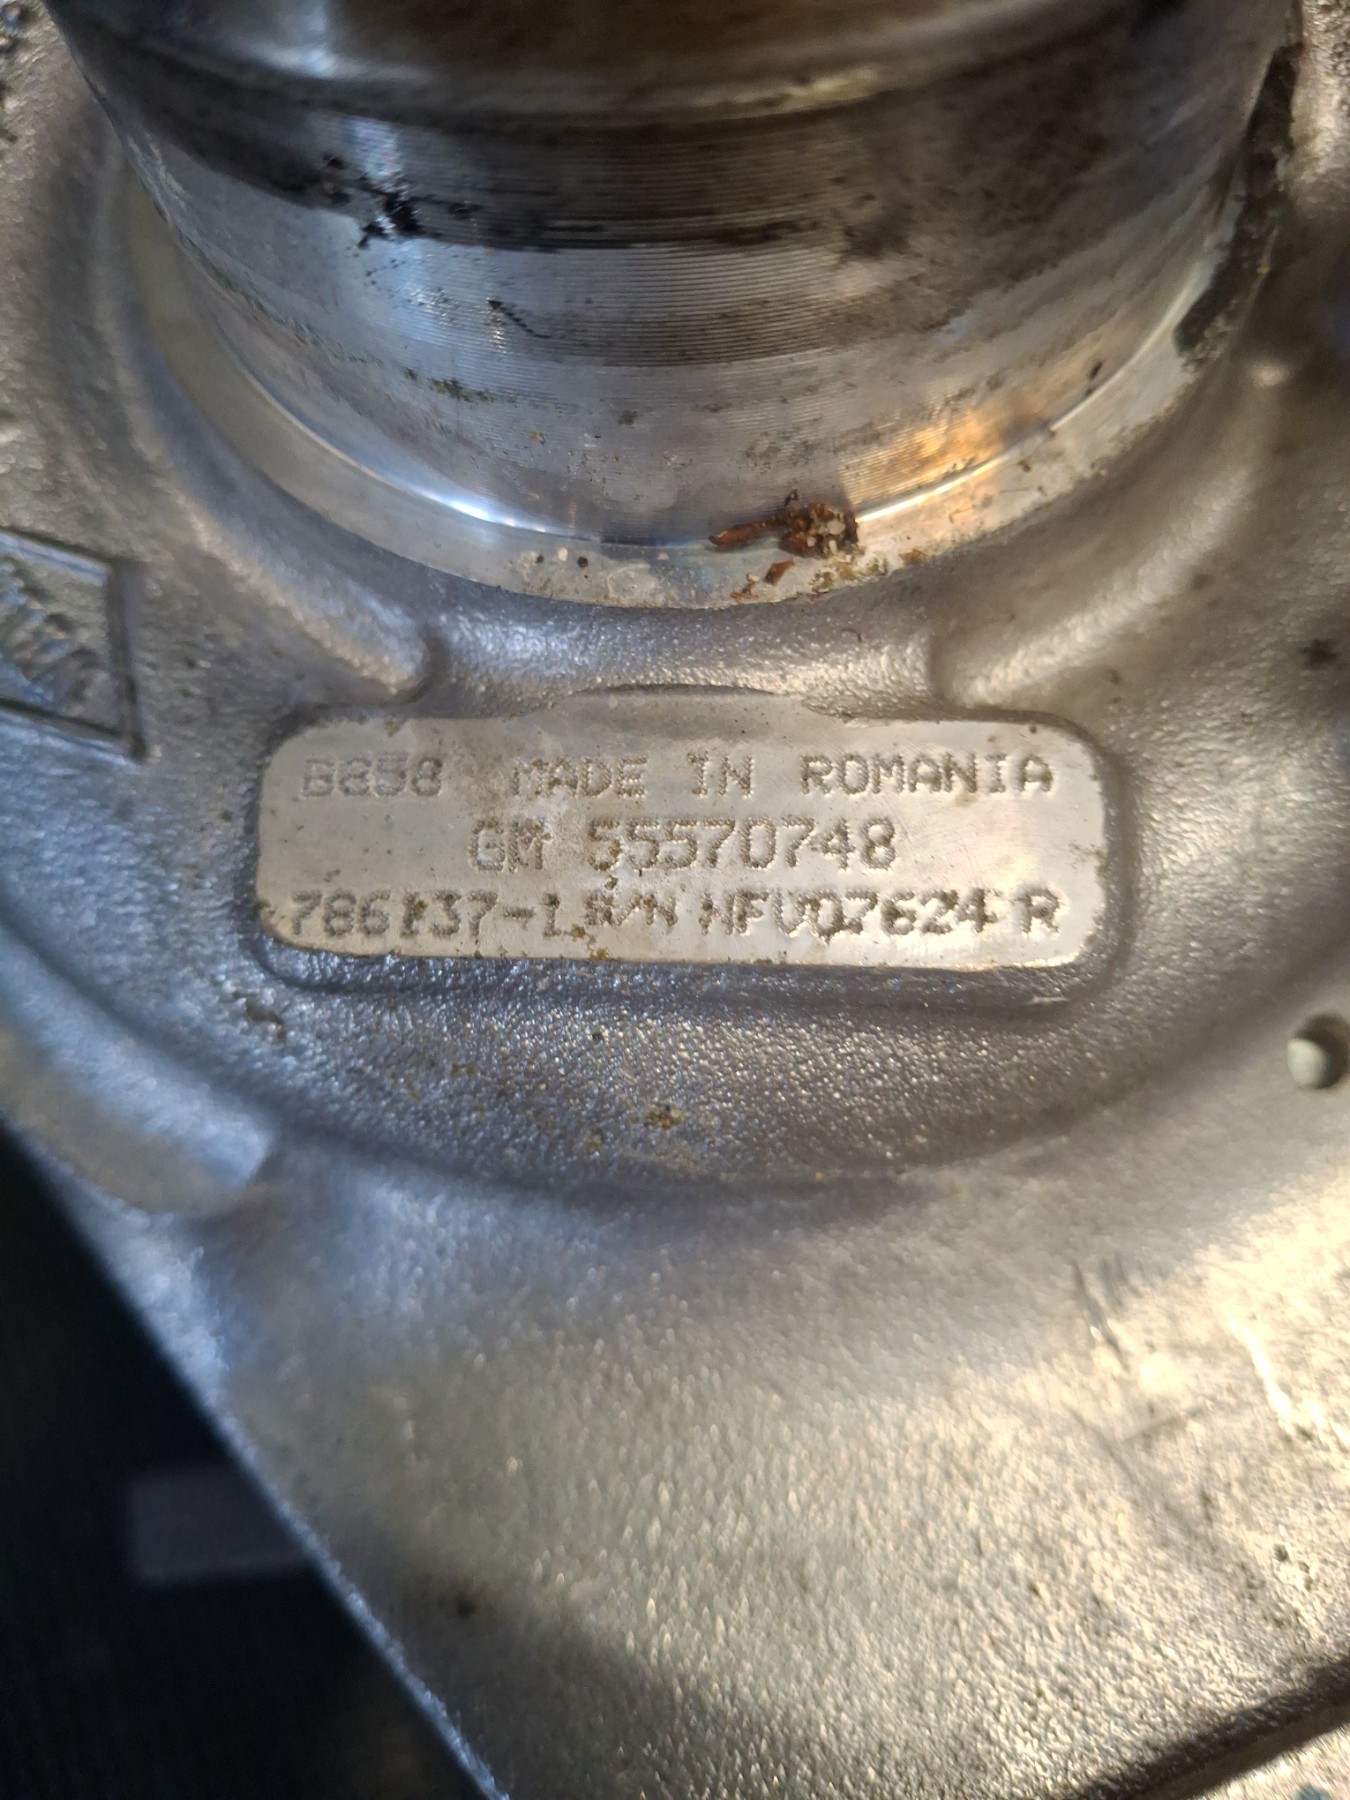 B858 MADE IN ROMANIA
GM 55570748
786137-1 S/N HFV07624 R